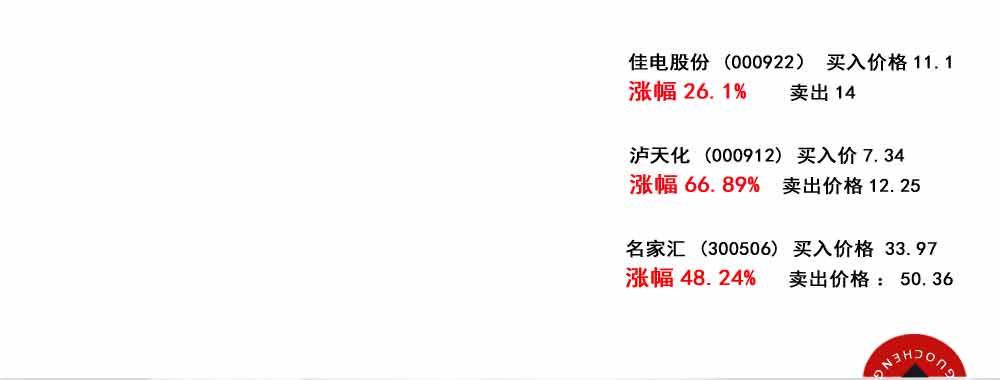 佳电股份 (000922) 买入价格 11.1
涨幅 26.1% 卖出 14
泸天化 (000912) 买入价 7.34
涨幅 66.89% 卖出价格 12.25
名家汇 (300506) 买入价格 33.97
涨幅 48.24% 卖出价格： 50.36
GUOCHENG